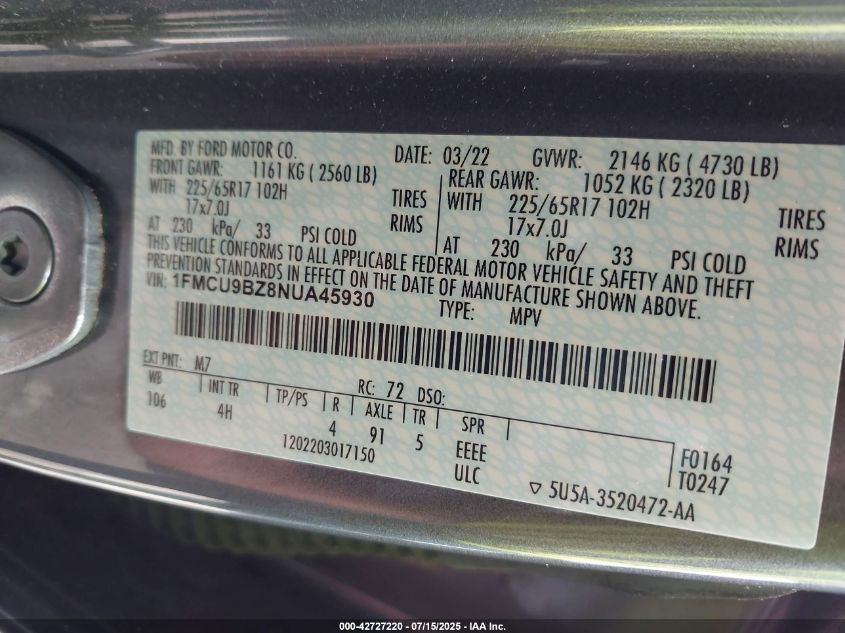 MFD. BY FORD MOTOR CO. DATE: 03/22 GVWR: 2146 KG ( 4730 LB)
FRONT GAWR: 1161 KG ( 2560 LB) REAR GAWR: 1052 KG ( 2320 LB)
WITH 225/65R17 102H TIRES WITH 225/65R17 102H TIRES
17x7.0J RIMS 17x7.0J RIMS
AT 230 kPa/ 33 PSI COLD AT 230 kPa/ 33 PSI COLD
THIS VEHICLE CONFORMS TO ALL APPLICABLE FEDERAL MOTOR VEHICLE SAFETY AND THEFT
PREVENTION STANDARDS IN EFFECT ON THE DATE OF MANUFACTURE SHOWN ABOVE.
VIN: 1FMCU9BZ8NUA45930 TYPE: MPV
EXT PNT: M7 RC: 72 DSO:
WB INT TR TP/PS R AXLE TR SPR
106 4H 4 91 5 EEEE F0164
1202203017150 ULC T0247
5U5A-3520472-AA
000-42727220 - 07/15/2025 - IAA Inc.